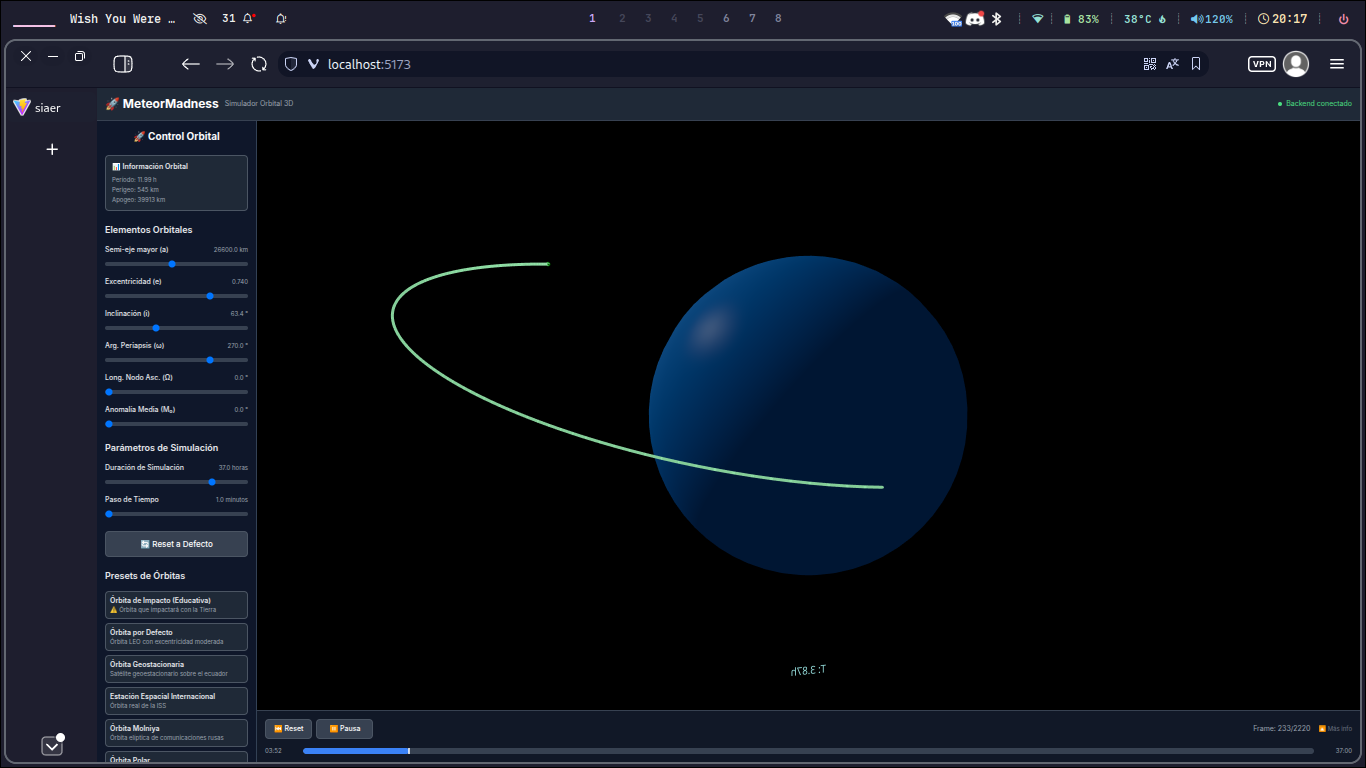 Wish You Were …
31
1 2 3 4 5 6 7 8
100
83%
38°C
120%
20:17
localhost:5173
VPN
siaer
🚀 MeteorMadness Simulador Orbital 3D
● Backend conectado
🚀 Control Orbital
📊 Información Orbital
Período: 11.99 h
Perigeo: 545 km
Apogeo: 39913 km
Elementos Orbitales
Semi-eje mayor (a) 26600.0 km
Excentricidad (e) 0.740
Inclinación (i) 63.4 °
Arg. Periapsis (ω) 270.0 °
Long. Nodo Asc. (Ω) 0.0 °
Anomalía Media (M₀) 0.0 °
Parámetros de Simulación
Duración de Simulación 37.0 horas
Paso de Tiempo 1.0 minutos
🔄 Reset a Defecto
Presets de Órbitas
Órbita de Impacto (Educativa)
⚠️ Órbita que impactará con la Tierra
Órbita por Defecto
Órbita LEO con excentricidad moderada
Órbita Geostacionaria
Satélite geoestacionario sobre el ecuador
Estación Espacial Internacional
Órbita real de la ISS
Órbita Molniya
Órbita elíptica de comunicaciones rusas
Órbita Polar
T: 3.87h
⏮️ Reset
⏸️ Pausa
Frame: 233/2220
🔼 Más info
03:52
37:00